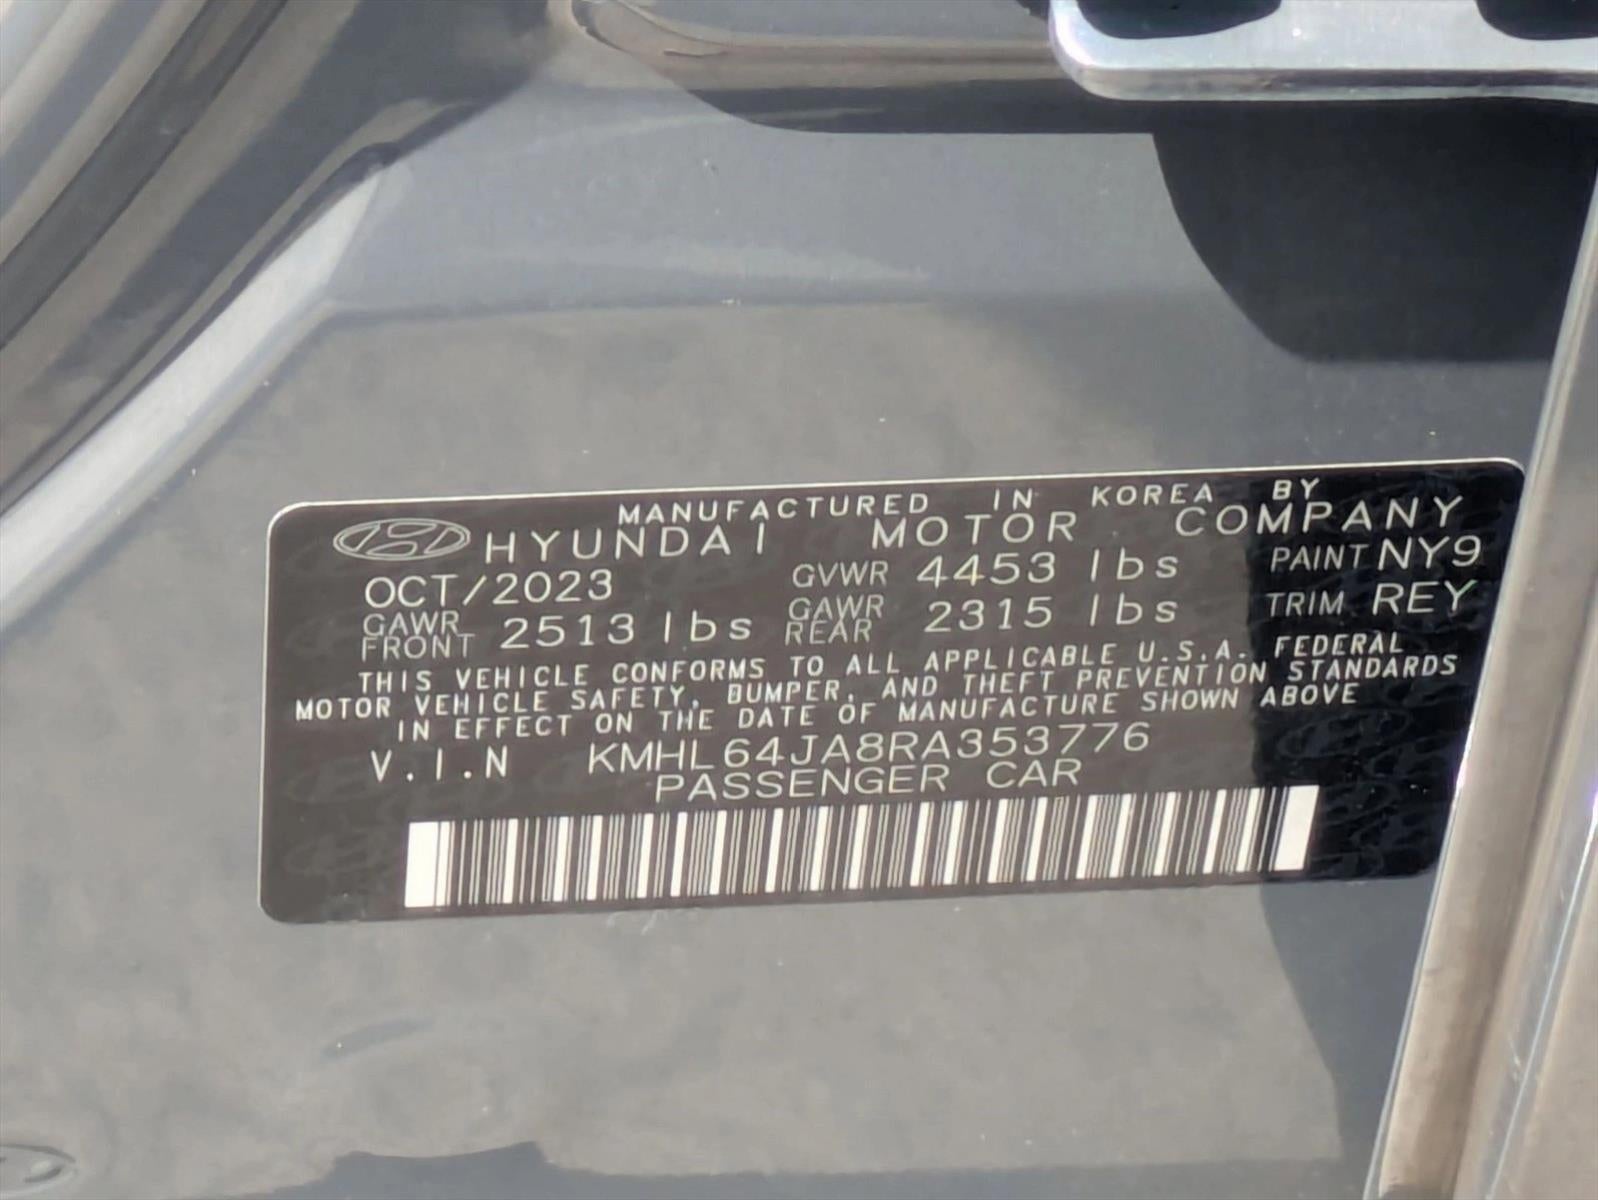 MANUFACTURED IN KOREA BY
HYUNDAI MOTOR COMPANY
OCT/2023 GVWR 4453 lbs PAINT NY9
GAWR FRONT 2513 lbs GAWR REAR 2315 lbs TRIM REY
THIS VEHICLE CONFORMS TO ALL APPLICABLE U.S.A. FEDERAL
MOTOR VEHICLE SAFETY, BUMPER, AND THEFT PREVENTION STANDARDS
IN EFFECT ON THE DATE OF MANUFACTURE SHOWN ABOVE
V.I.N KMHL64JA8RA353776
PASSENGER CAR